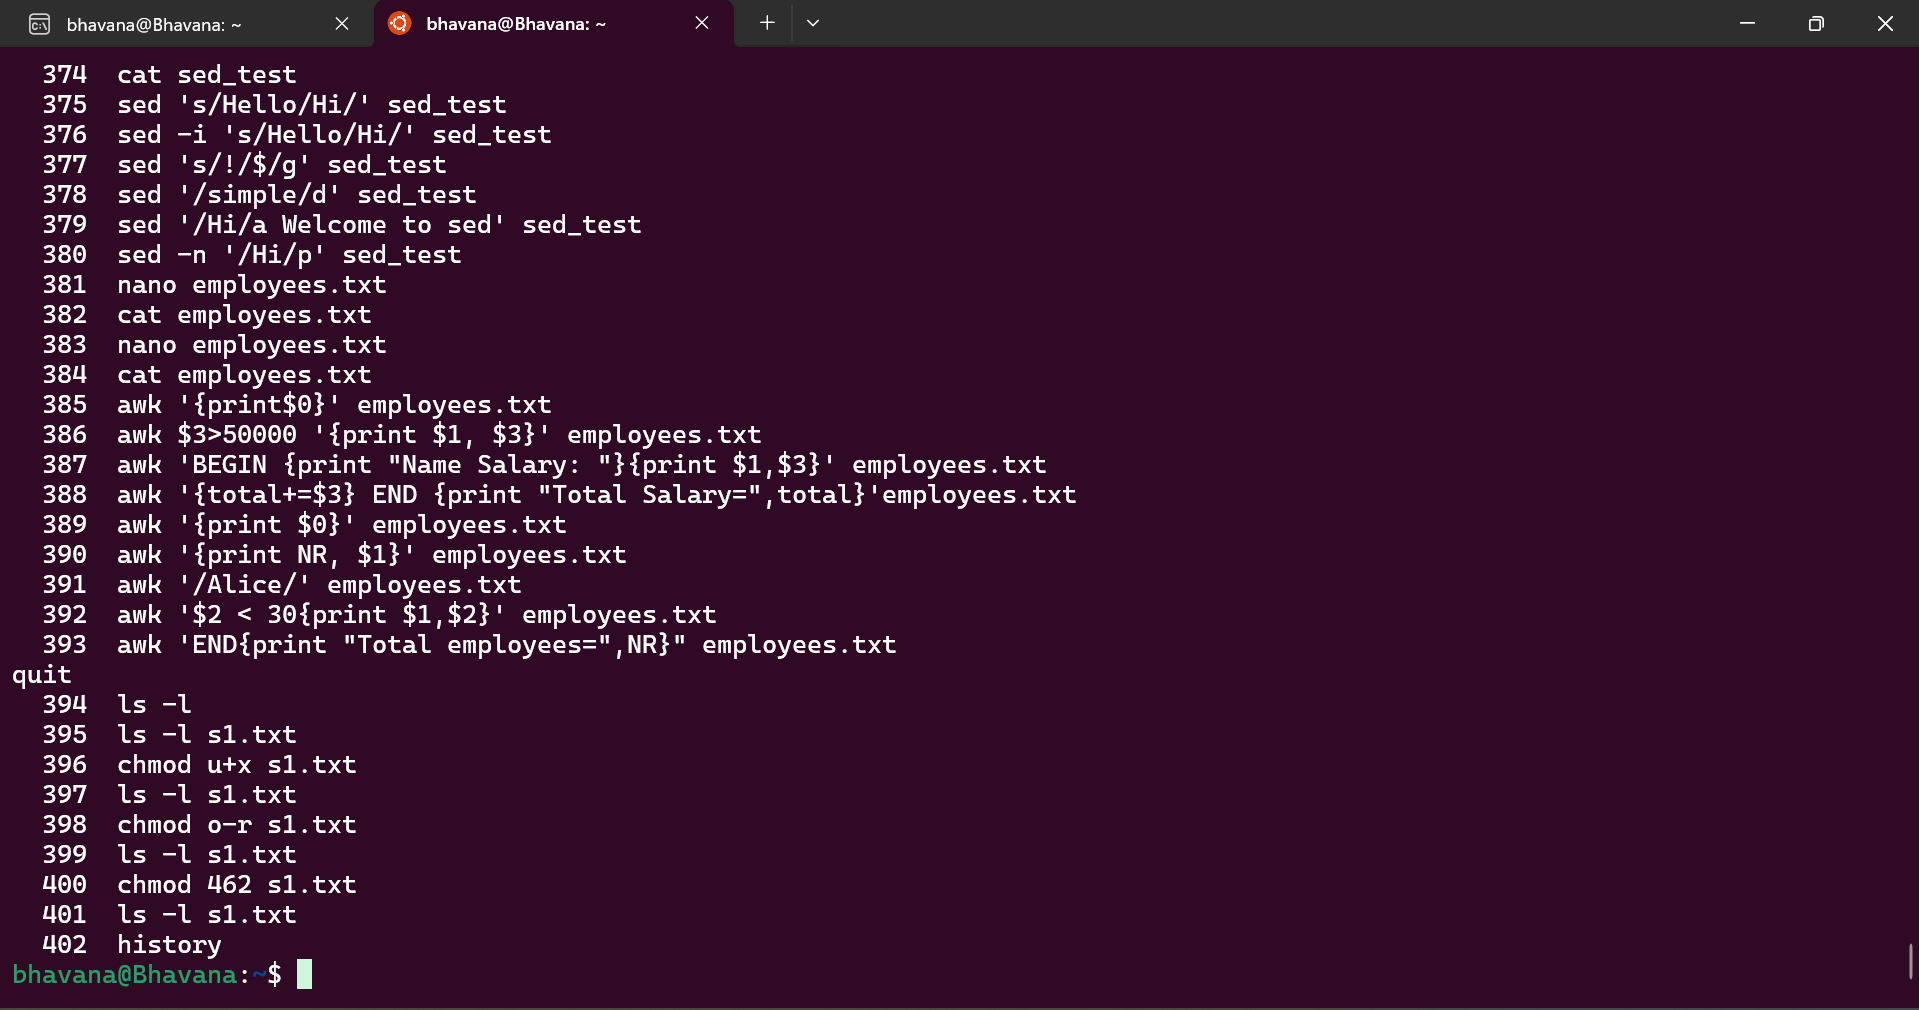 bhavana@Bhavana: ~
bhavana@Bhavana: ~
374  cat sed_test
375  sed 's/Hello/Hi/' sed_test
376  sed -i 's/Hello/Hi/' sed_test
377  sed 's/!/$/g' sed_test
378  sed '/simple/d' sed_test
379  sed '/Hi/a Welcome to sed' sed_test
380  sed -n '/Hi/p' sed_test
381  nano employees.txt
382  cat employees.txt
383  nano employees.txt
384  cat employees.txt
385  awk '{print$0}' employees.txt
386  awk $3>50000 '{print $1, $3}' employees.txt
387  awk 'BEGIN {print "Name Salary: "}{print $1,$3}' employees.txt
388  awk '{total+=$3} END {print "Total Salary=",total}'employees.txt
389  awk '{print $0}' employees.txt
390  awk '{print NR, $1}' employees.txt
391  awk '/Alice/' employees.txt
392  awk '$2 < 30{print $1,$2}' employees.txt
393  awk 'END{print "Total employees=",NR}" employees.txt
quit
394  ls -l
395  ls -l s1.txt
396  chmod u+x s1.txt
397  ls -l s1.txt
398  chmod o-r s1.txt
399  ls -l s1.txt
400  chmod 462 s1.txt
401  ls -l s1.txt
402  history
bhavana@Bhavana:~$